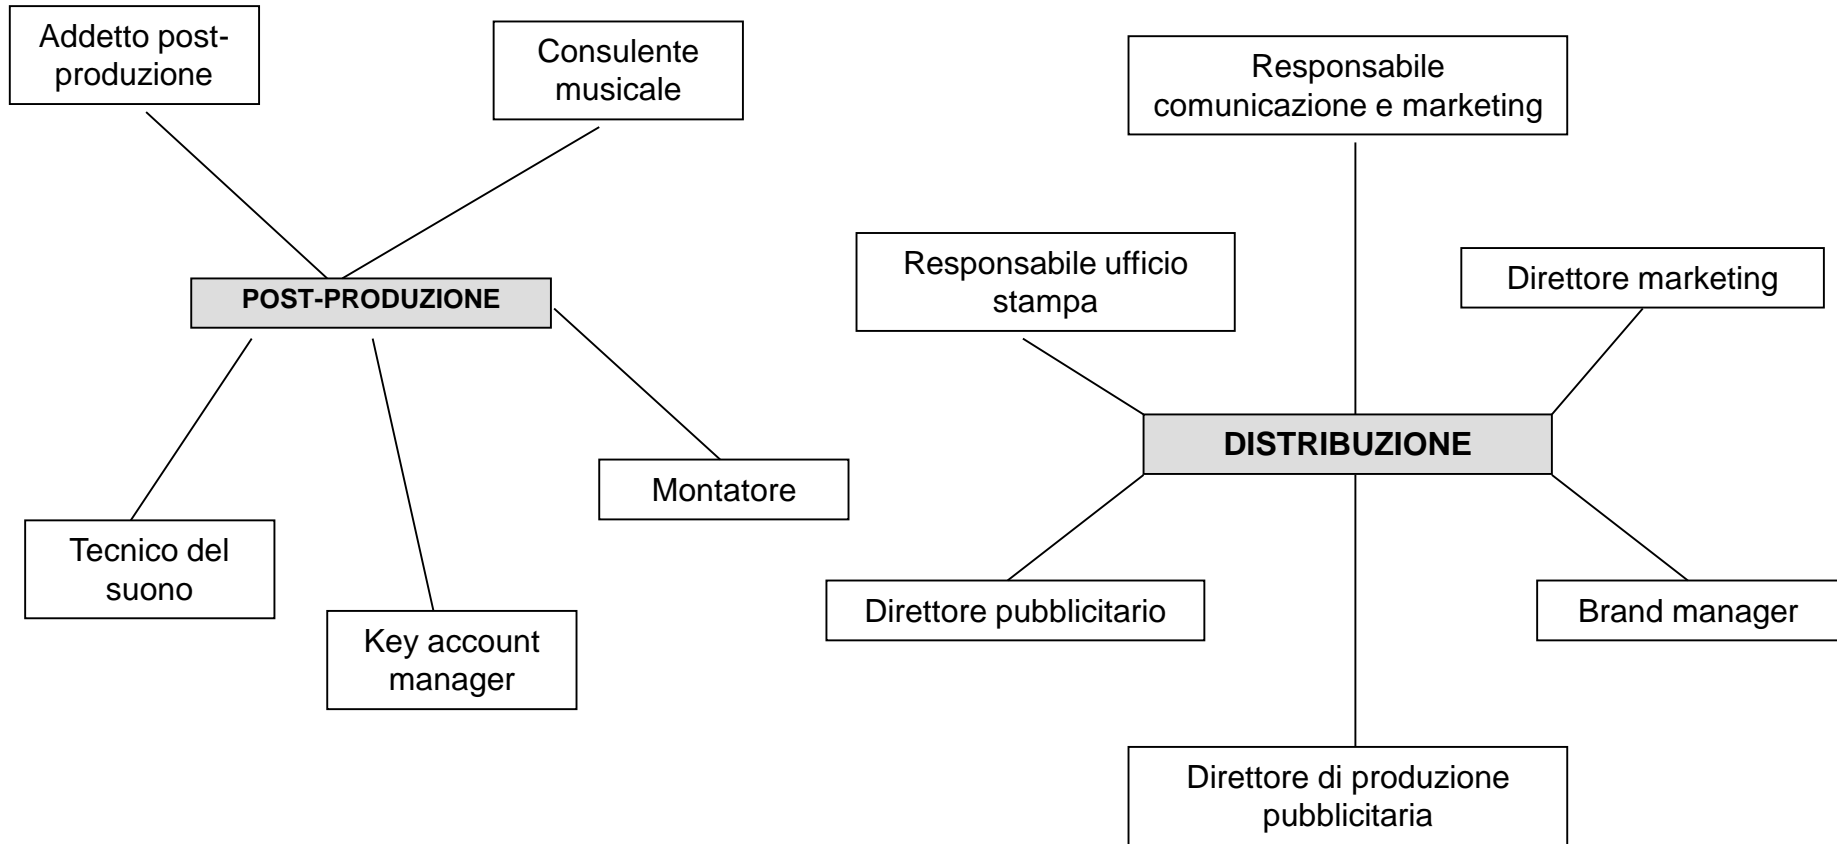 Addetto post-
produzione
Consulente
musicale
POST-PRODUZIONE
Montatore
Tecnico del
suono
Key account
manager
Responsabile
comunicazione e marketing
Responsabile ufficio
stampa
Direttore marketing
DISTRIBUZIONE
Direttore pubblicitario
Brand manager
Direttore di produzione
pubblicitaria